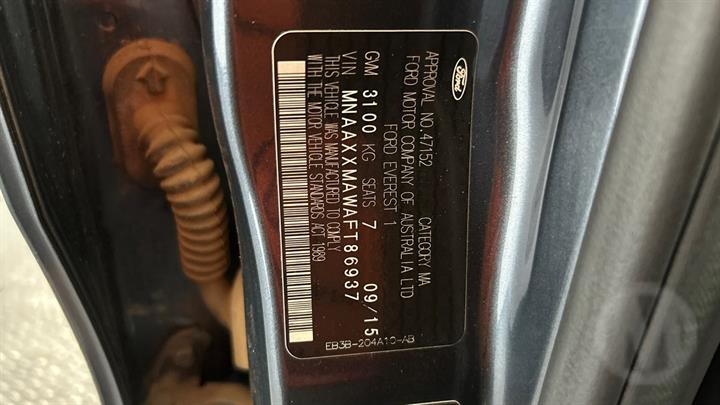 Ford
APPROVAL NO. 47152 CATEGORY MA
FORD MOTOR COMPANY OF AUSTRALIA LTD
FORD EVEREST 1
GVM 3100 KG SEATS 7 09/15
VIN MNAAXXMAWAFT86937
THIS VEHICLE WAS MANUFACTURED TO COMPLY
WITH THE MOTOR VEHICLE STANDARDS ACT 1989
EB3B-204A10-AB
M